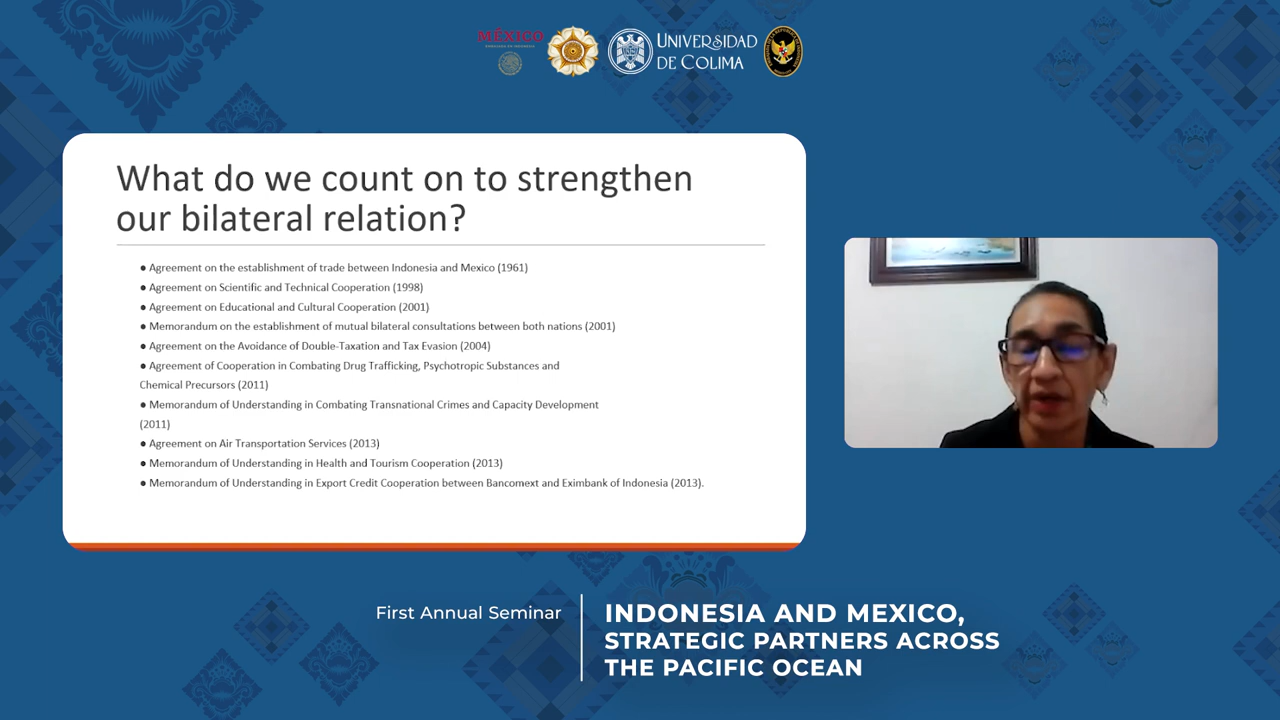 MÉXICO
UNIVERSIDAD
DE COLIMA
What do we count on to strengthen
our bilateral relation?
● Agreement on the establishment of trade between Indonesia and Mexico (1961)
● Agreement on Scientific and Technical Cooperation (1998)
● Agreement on Educational and Cultural Cooperation (2001)
● Memorandum on the establishment of mutual bilateral consultations between both nations (2001)
● Agreement on the Avoidance of Double-Taxation and Tax Evasion (2004)
● Agreement of Cooperation in Combating Drug Trafficking, Psychotropic Substances and
Chemical Precursors (2011)
● Memorandum of Understanding in Combating Transnational Crimes and Capacity Development
(2011)
● Agreement on Air Transportation Services (2013)
● Memorandum of Understanding in Health and Tourism Cooperation (2013)
● Memorandum of Understanding in Export Credit Cooperation between Bancomext and Eximbank of Indonesia (2013).
First Annual Seminar
INDONESIA AND MEXICO,
STRATEGIC PARTNERS ACROSS
THE PACIFIC OCEAN